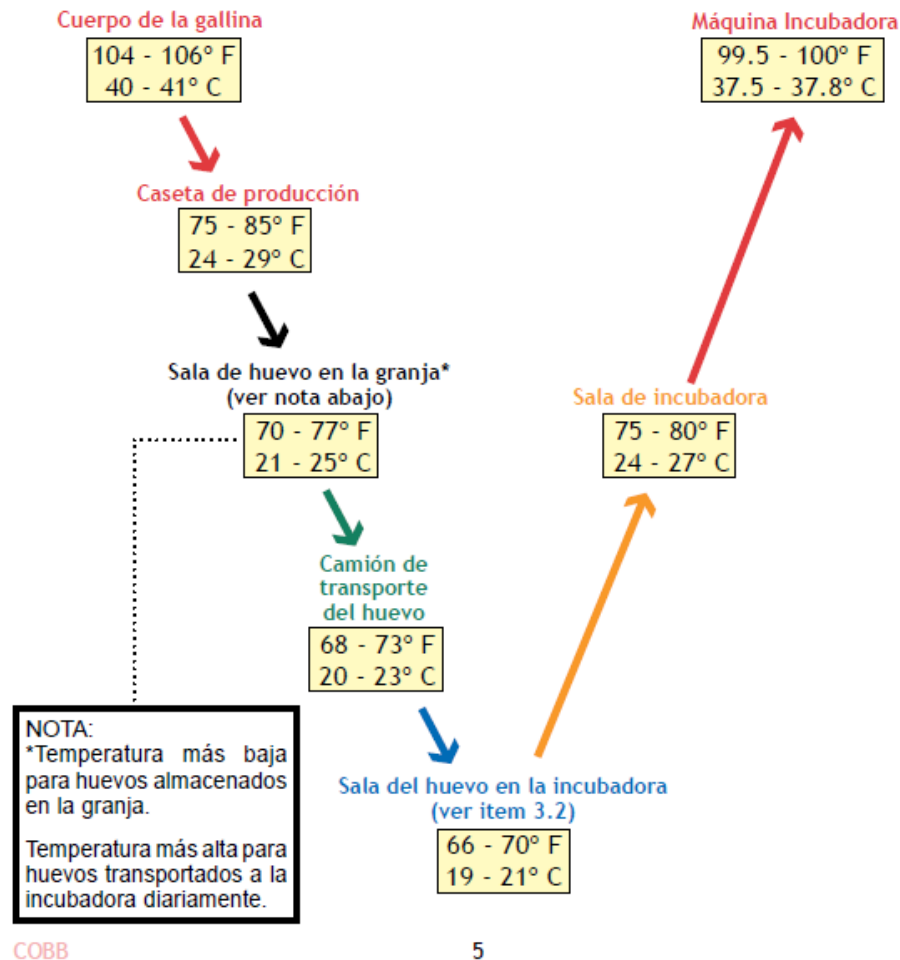 Cuerpo de la gallina
104 - 106° F
40 - 41° C
Caseta de producción
75 - 85° F
24 - 29° C
Sala de huevo en la granja*
(ver nota abajo)
70 - 77° F
21 - 25° C
Camión de
transporte
del huevo
68 - 73° F
20 - 23° C
Sala del huevo en la incubadora
(ver item 3.2)
66 - 70° F
19 - 21° C
Sala de incubadora
75 - 80° F
24 - 27° C
Máquina Incubadora
99.5 - 100° F
37.5 - 37.8° C
NOTA:
*Temperatura más baja
para huevos almacenados
en la granja.
Temperatura más alta para
huevos transportados a la
incubadora diariamente.
COBB
5